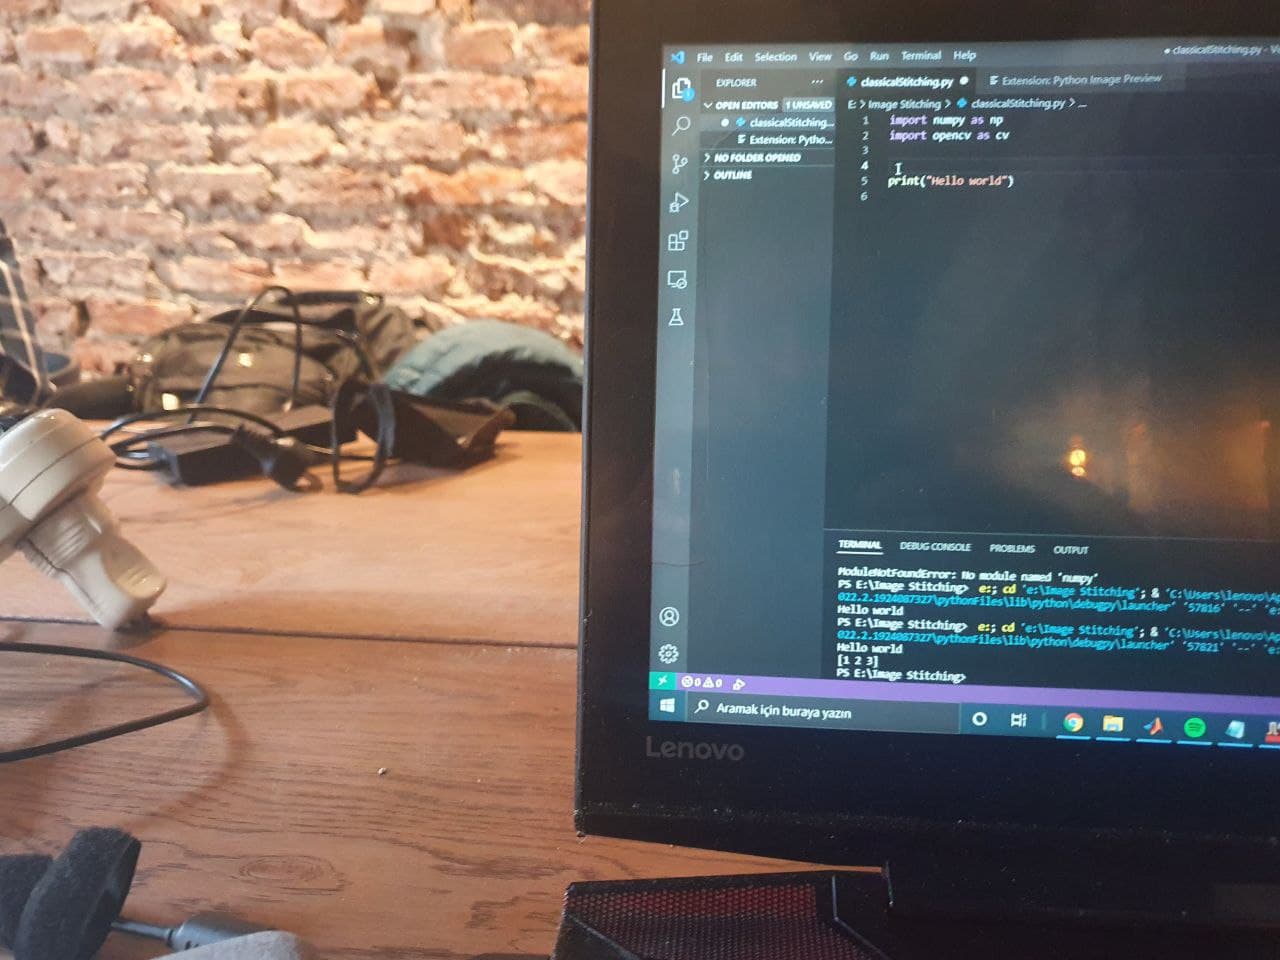 File Edit Selection View Go Run Terminal Help
classicalStitching.py - V
EXPLORER
classicalStitching.py
Extension: Python Image Preview
OPEN EDITORS 1 UNSAVED
classicalStitching...
Extension: Pytho...
NO FOLDER OPENED
OUTLINE
E: > Image Stitching > classicalStitching.py > ...
1 import numpy as np
2 import opencv as cv
3
4
5 print("Hello world")
6
TERMINAL DEBUG CONSOLE PROBLEMS OUTPUT
ModuleNotFoundError: No module named 'numpy'
PS E:\Image Stitching> e:; cd 'e:\Image Stitching'; & 'C:\Users\lenovo\Ap
022.2.1924087327\pythonFiles\lib\python\debugpy\launcher' '57816' '--' 'e:
Hello world
PS E:\Image Stitching> e:; cd 'e:\Image Stitching'; & 'C:\Users\lenovo\Ap
022.2.1924087327\pythonFiles\lib\python\debugpy\launcher' '57821' '--' 'e:
Hello world
[1 2 3]
PS E:\Image Stitching>
0 0
Aramak için buraya yazın
Lenovo